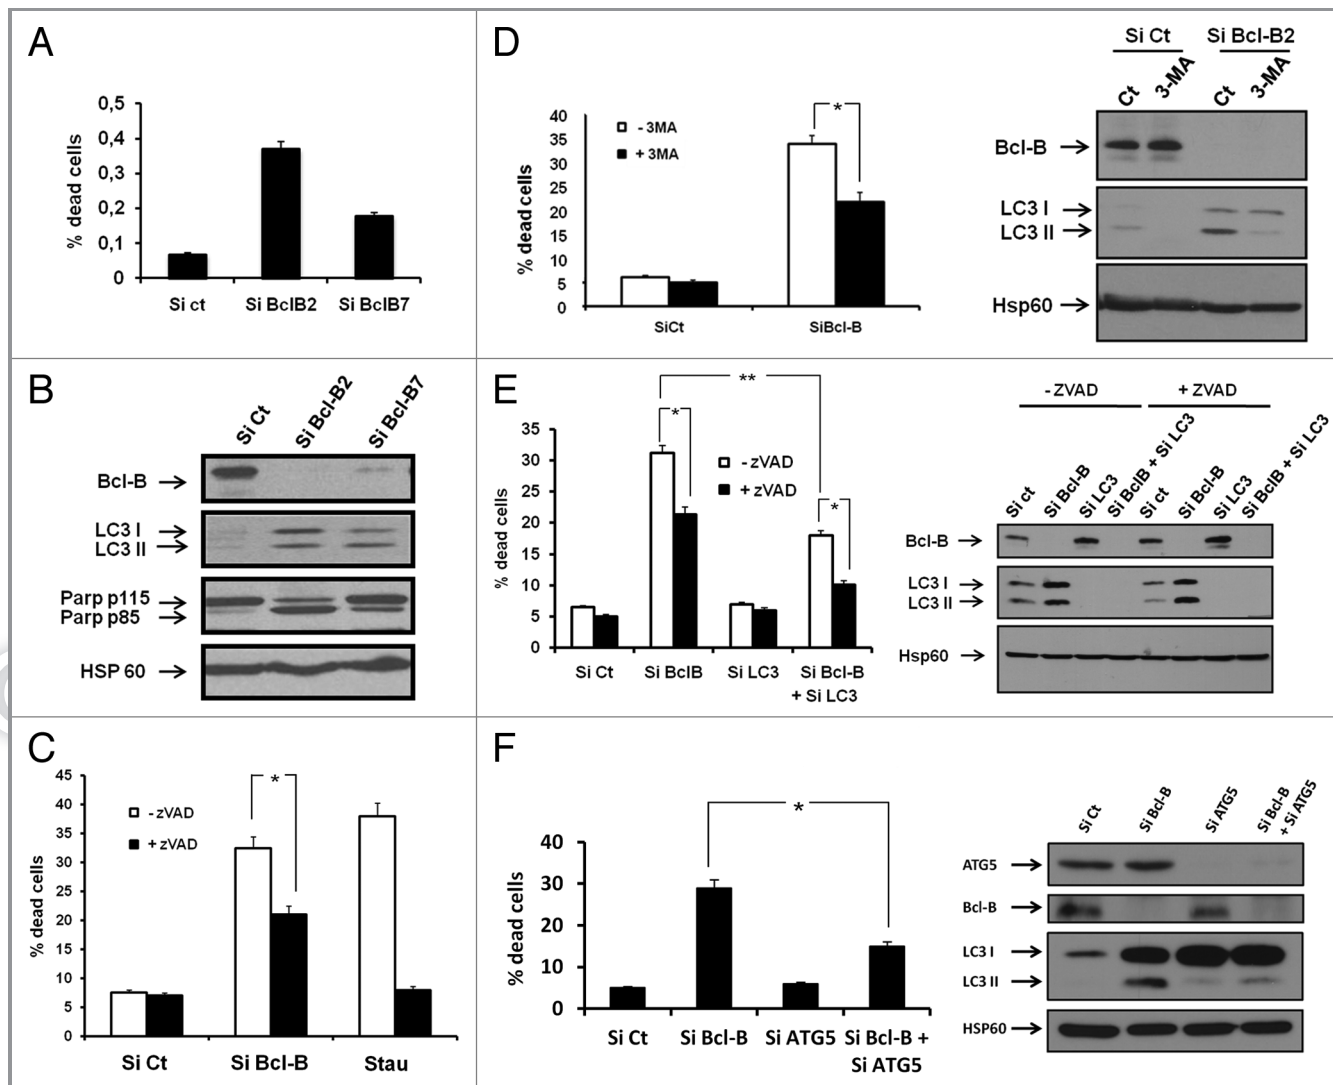 A
0,5
0,4
0,3
0,2
0,1
0
% dead cells
Si ct
Si BclB2
Si BclB7
B
Si Ct
Si Bcl-B2
Si Bcl-B7
Bcl-B
LC3 I
LC3 II
Parp p115
Parp p85
HSP 60
C
45
40
35
30
25
20
15
10
5
0
% dead cells
- zVAD
+ zVAD
*
Si Ct
Si Bcl-B
Stau
D
40
35
30
25
20
15
10
5
0
% dead cells
- 3MA
+ 3MA
*
SiCt
SiBcl-B
Si Ct
Si Bcl-B2
Ct
3-MA
Ct
3-MA
Bcl-B
LC3 I
LC3 II
Hsp60
E
35
30
25
20
15
10
5
0
% dead cells
**
*
*
- zVAD
+ zVAD
Si Ct
Si BclB
Si LC3
Si Bcl-B
+ Si LC3
- ZVAD
+ ZVAD
Si ct
Si Bcl-B
Si LC3
Si BclB + Si LC3
Si ct
Si Bcl-B
Si LC3
Si BclB + Si LC3
Bcl-B
LC3 I
LC3 II
Hsp60
F
40
30
20
10
0
% dead cells
*
Si Ct
Si Bcl-B
Si ATG5
Si Bcl-B +
Si ATG5
Si Ct
Si Bcl-B
Si ATG5
Si Bcl-B
+ Si ATG5
ATG5
Bcl-B
LC3 I
LC3 II
HSP60